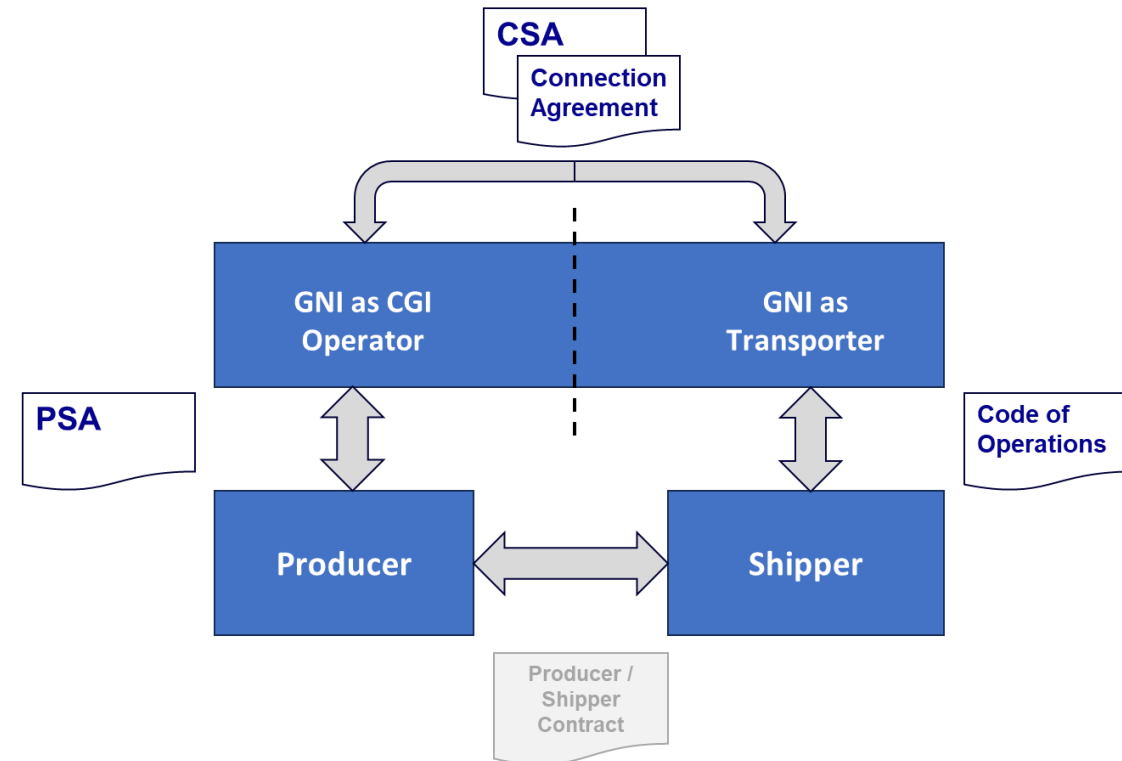 CSA
Connection
Agreement
GNI as CGI
Operator
GNI as
Transporter
PSA
Code of
Operations
Producer
Shipper
Producer /
Shipper
Contract